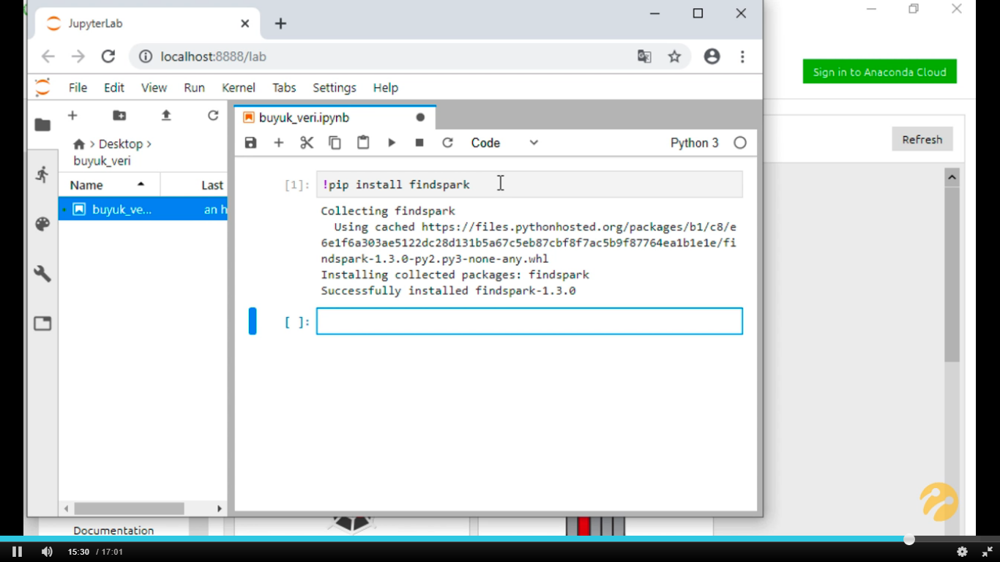 JupyterLab
localhost:8888/lab
Sign in to Anaconda Cloud
File Edit View Run Kernel Tabs Settings Help
buyuk_veri.ipynb
Desktop
buyuk_veri
Code
Python 3
Refresh
Name
Last
buyuk_ve...
an h
[1]: !pip install findspark
Collecting findspark
Using cached https://files.pythonhosted.org/packages/b1/c8/e
6e1f6a303ae5122dc28d131b5a67c5eb87cbf8f7ac5b9f87764ea1b1e1e/fi
ndspark-1.3.0-py2.py3-none-any.whl
Installing collected packages: findspark
Successfully installed findspark-1.3.0
[ ]:
Documentation
15:30 / 17:01